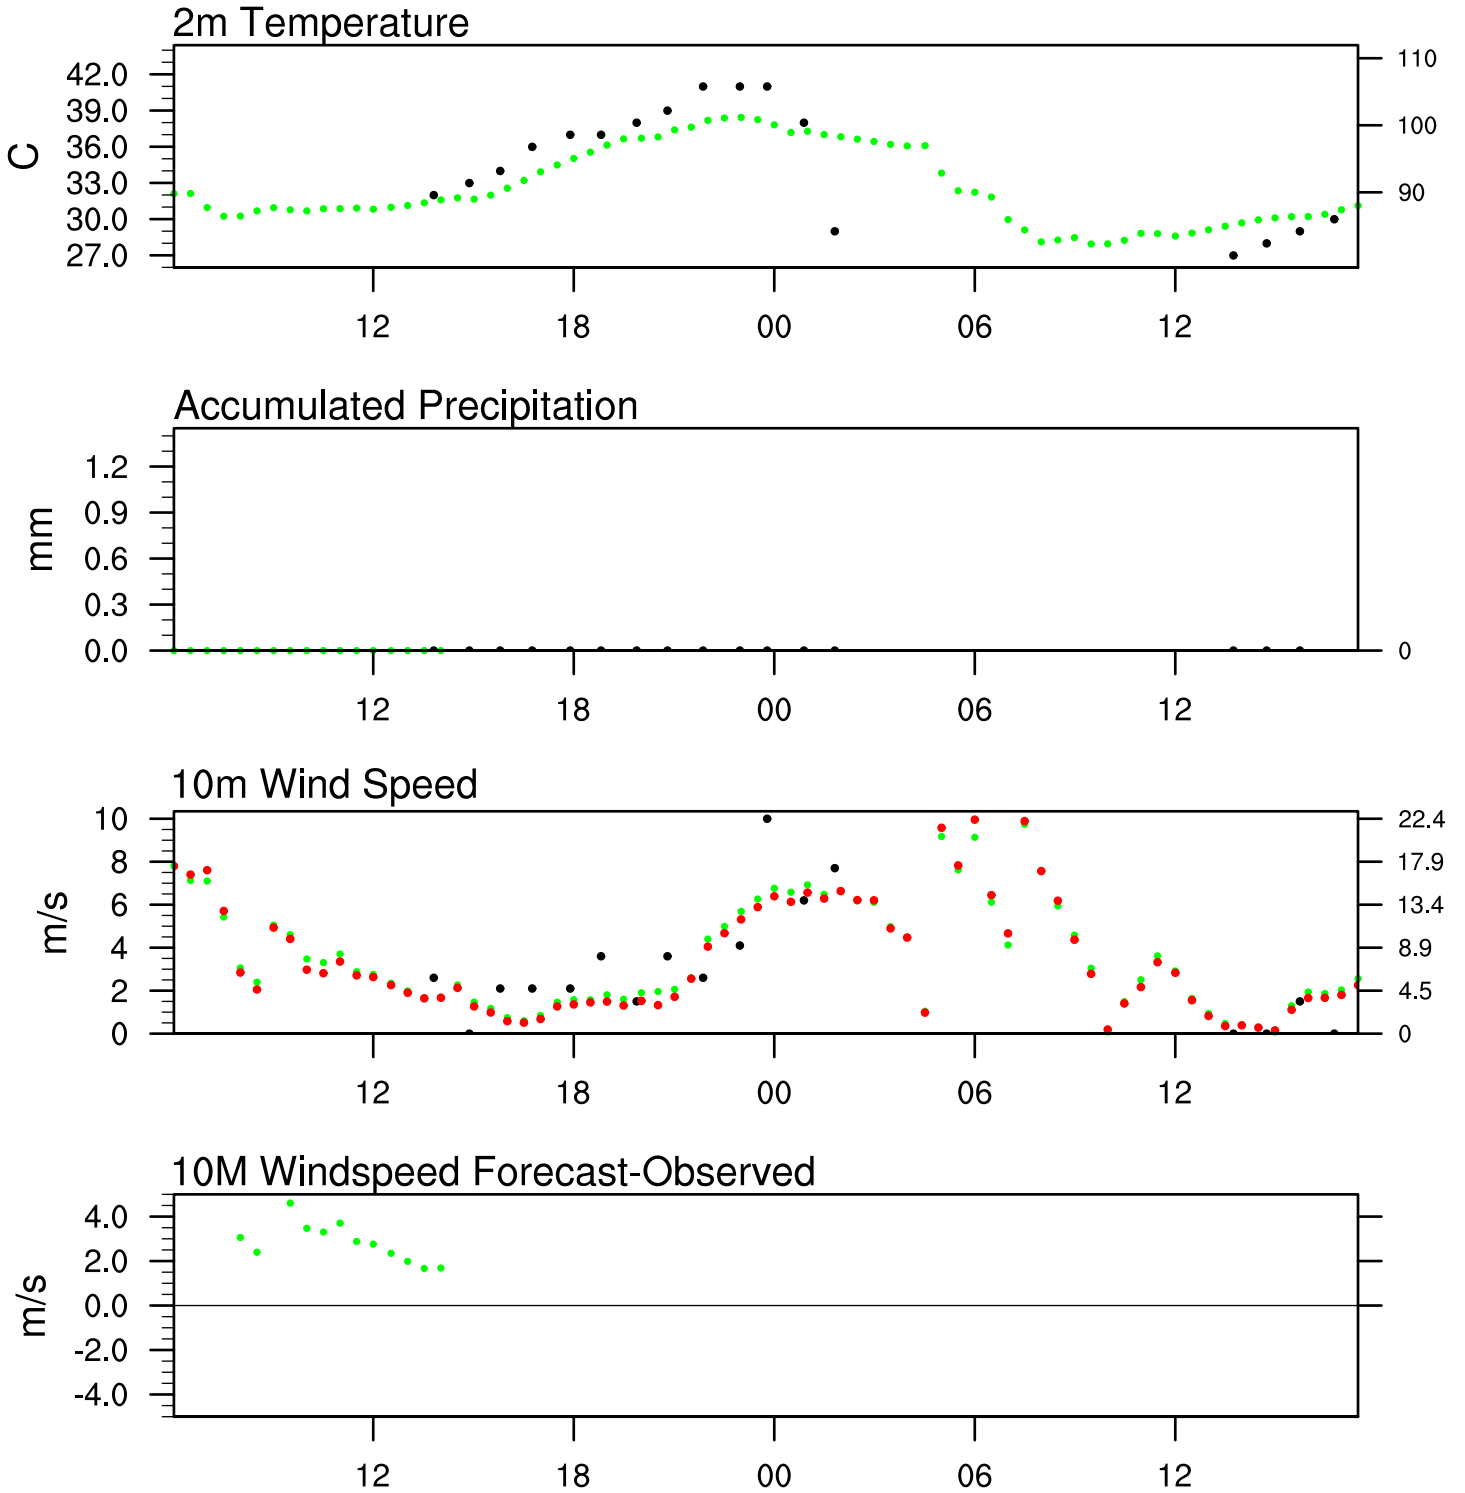 2m Temperature
42.0
39.0
36.0
33.0
30.0
27.0
C
110
100
90
12 18 00 06 12
Accumulated Precipitation
1.2
0.9
0.6
0.3
0.0
mm
0
12 18 00 06 12
10m Wind Speed
10
8
6
4
2
0
m/s
22.4
17.9
13.4
8.9
4.5
0
12 18 00 06 12
10M Windspeed Forecast-Observed
4.0
2.0
0.0
-2.0
-4.0
m/s
12 18 00 06 12